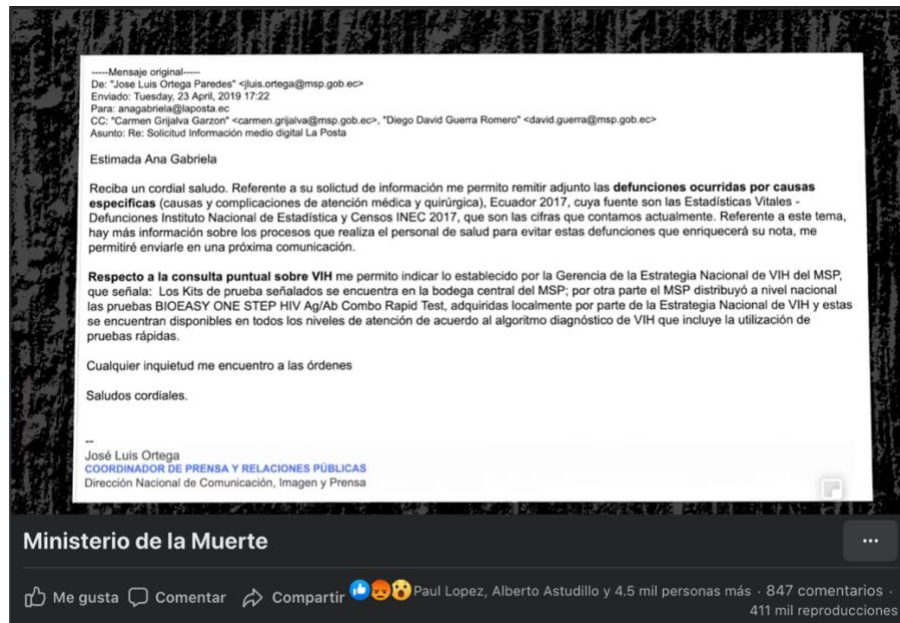 -----Mensaje original-----
De: "Jose Luis Ortega Paredes" <jluis.ortega@msp.gob.ec>
Enviado: Tuesday, 23 April, 2019 17:22
Para: anagabriela@laposta.ec
CC: "Carmen Grijalva Garzon" <carmen.grijalva@msp.gob.ec>, "Diego David Guerra Romero" <david.guerra@msp.gob.ec>
Asunto: Re: Solicitud Información medio digital La Posta
Estimada Ana Gabriela
Reciba un cordial saludo. Referente a su solictud de información me permito remitir adjunto las defunciones ocurridas por causas
especificas (causas y complicaciones de atención médica y quirúrgica), Ecuador 2017, cuya fuente son las Estadísticas Vitales -
Defunciones Instituto Nacional de Estadística y Censos INEC 2017, que son las cifras que contamos actualmente. Referente a este tema,
hay más información sobre los procesos que realiza el personal de salud para evitar estas defunciones que enriquecerá su nota, me
permitiré enviarle en una próxima comunicación.
Respecto a la consulta puntual sobre VIH me permito indicar lo establecido por la Gerencia de la Estrategia Nacional de VIH del MSP,
que señala: Los Kits de prueba señalados se encuentra en la bodega central del MSP; por otra parte el MSP distribuyó a nivel nacional
las pruebas BIOEASY ONE STEP HIV Ag/Ab Combo Rapid Test, adquiridas localmente por parte de la Estrategia Nacional de VIH y estas
se encuentran disponibles en todos los niveles de atención de acuerdo al algoritmo diagnóstico de VIH que incluye la utilización de
pruebas rápidas.
Cualquier inquietud me encuentro a las órdenes
Saludos cordiales.
--
José Luis Ortega
COORDINADOR DE PRENSA Y RELACIONES PÚBLICAS
Dirección Nacional de Comunicación, Imagen y Prensa
Ministerio de la Muerte
Me gusta Comentar Compartir Paul Lopez, Alberto Astudillo y 4.5 mil personas más · 847 comentarios ·
411 mil reproducciones